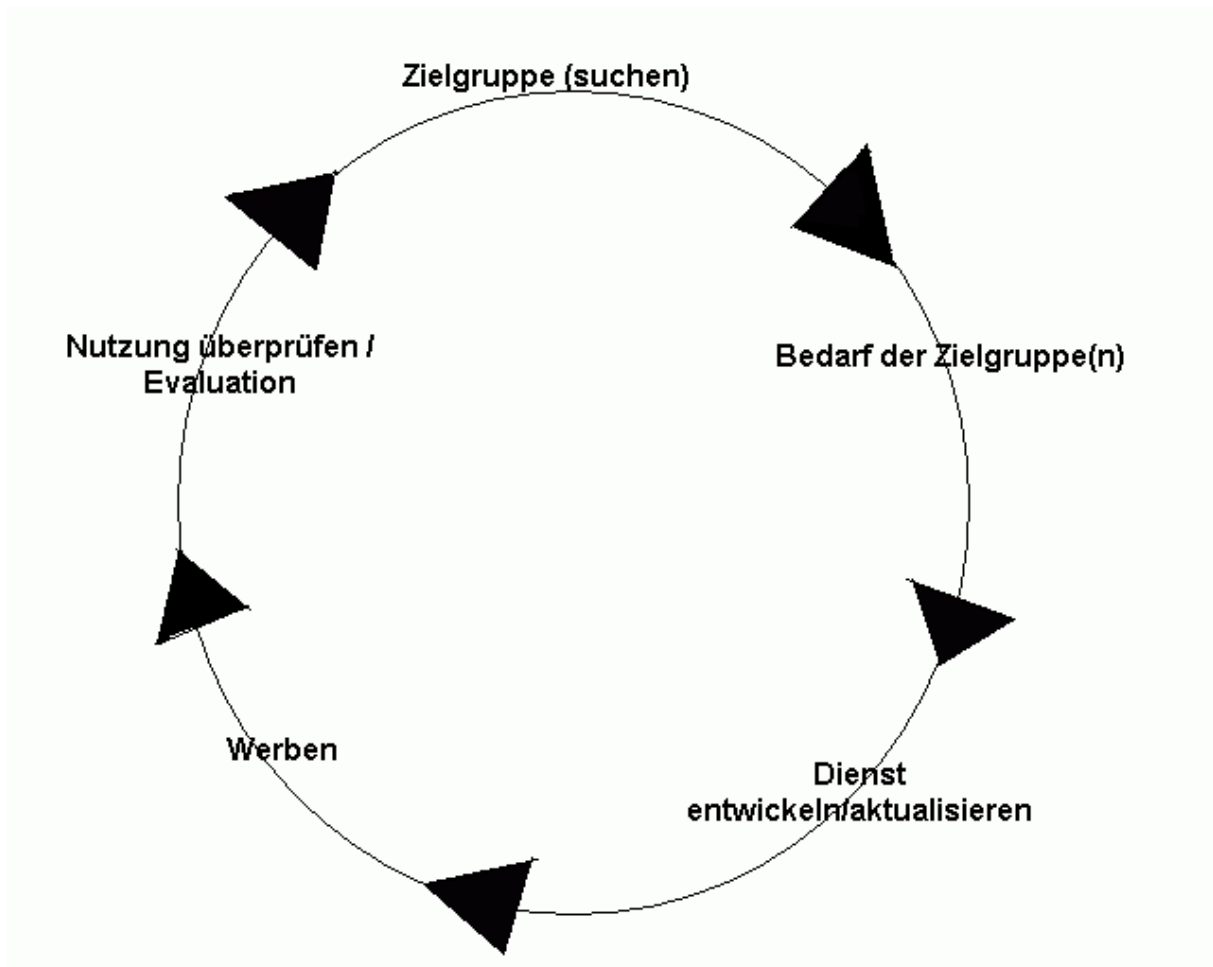 Zielgruppe (suchen)
Bedarf der Zielgruppe(n)
Dienst
entwickeln/aktualisieren
Werben
Nutzung überprüfen /
Evaluation